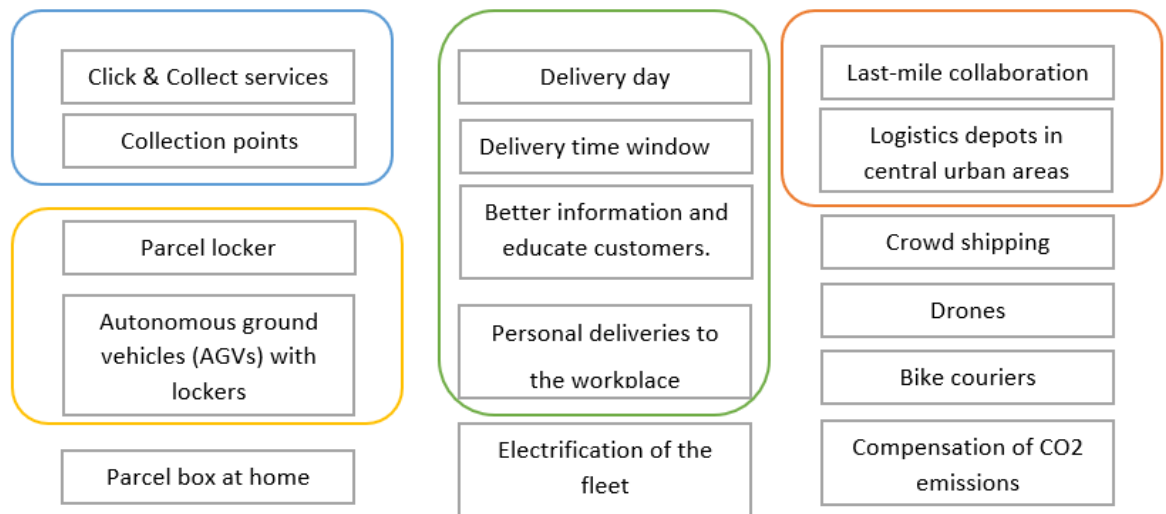 Click & Collect services
Collection points
Parcel locker
Autonomous ground
vehicles (AGVs) with
lockers
Parcel box at home
Delivery day
Delivery time window
Better information and
educate customers.
Personal deliveries to
the workplace
Electrification of the
fleet
Last-mile collaboration
Logistics depots in
central urban areas
Crowd shipping
Drones
Bike couriers
Compensation of CO2
emissions